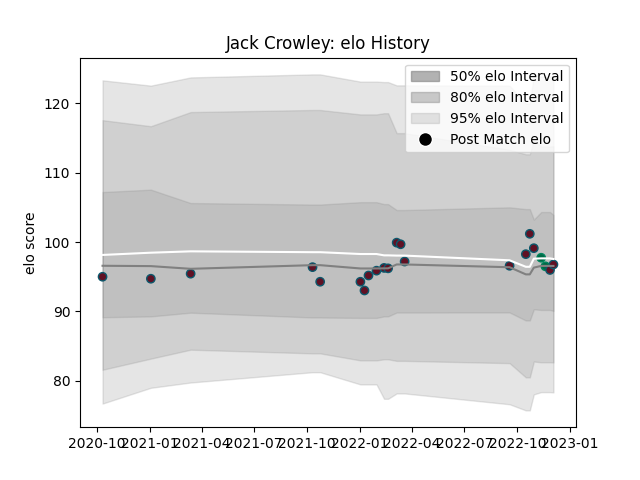 Jack Crowley: elo History
50% elo Interval
80% elo Interval
95% elo Interval
Post Match elo
elo score
120
110
100
90
80
2020-10 2021-01 2021-04 2021-07 2021-10 2022-01 2022-04 2022-07 2022-10 2023-01